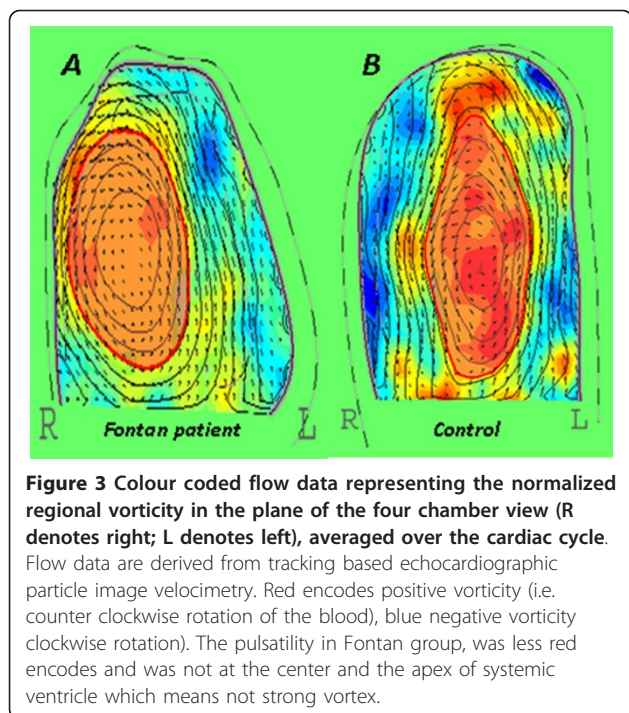 A
B
R
Fontan patient
L
R
Control
L
Figure 3 Colour coded flow data representing the normalized
regional vorticity in the plane of the four chamber view (R
denotes right; L denotes left), averaged over the cardiac cycle.
Flow data are derived from tracking based echocardiographic
particle image velocimetry. Red encodes positive vorticity (i.e.
counter clockwise rotation of the blood), blue negative vorticity
clockwise rotation). The pulsatility in Fontan group, was less red
encodes and was not at the center and the apex of systemic
ventricle which means not strong vortex.